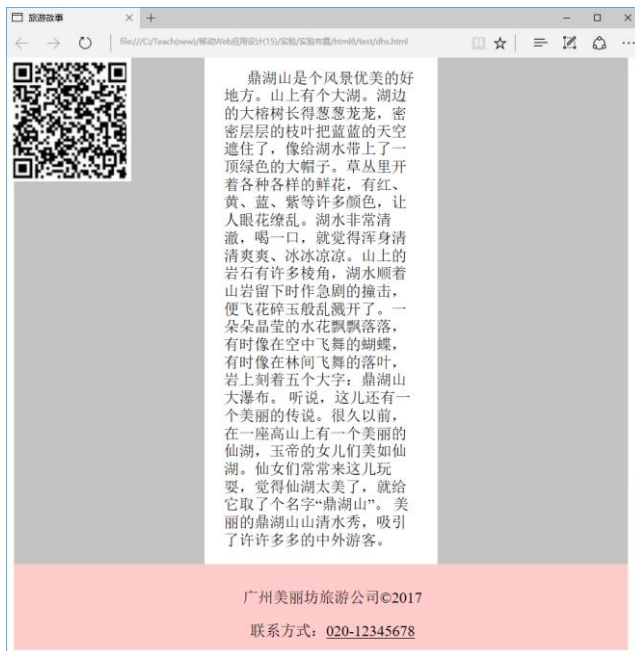 旅游故事
file:///C:/Teach(new)/移动Web应用设计(15)/实验/实验布置/html6/test/dhs.html
鼎湖山是个风景优美的好
地方。山上有个大湖。湖边
的大榕树长得葱葱茏茏，密
密层层的枝叶把蓝蓝的天空
遮住了，像给湖水带上了一
顶绿色的大帽子。草丛里开
着各种各样的鲜花，有红、
黄、蓝、紫等许多颜色，让
人眼花缭乱。湖水非常清
澈，喝一口，就觉得浑身清
清爽爽、冰冰凉凉。山上的
岩石有许多棱角，湖水顺着
山岩留下时作急剧的撞击，
便飞花碎玉般乱溅开了。一
朵朵晶莹的水花飘飘落落，
有时像在空中飞舞的蝴蝶，
有时像在林间飞舞的落叶，
岩上刻着五个大字：鼎湖山
大瀑布。 听说，这儿还有一
个美丽的传说。很久以前，
在一座高山上有一个美丽的
仙湖，玉帝的女儿们美如仙
湖。仙女们常常来这儿玩
耍，觉得仙湖太美了，就给
它取了个名字“鼎湖山”。 美
丽的鼎湖山山清水秀，吸引
了许许多多的中外游客。
广州美丽坊旅游公司©2017
联系方式：020-12345678